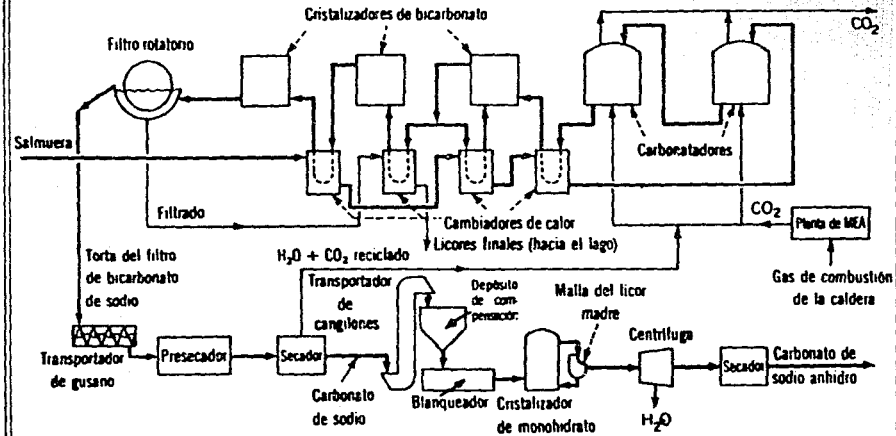 Cristalizadores de bicarbonato
CO₂
Filtro rotatorio
Carbonatadores
Salmuera
Filtrado
Cambiadores de calor
Licores finales (hacia el lago)
CO₂
Planta de MEA
Gas de combustión
de la caldera
H₂O + CO₂ reciclado
Torta del filtro
de bicarbonato
de sodio
Transportador
de
cangilones
Depósito
de com-
pensación
Malla del licor
madre
Centrífuga
Transportador
de gusano
Presecador
Secador
Carbonato
de sodio
Blanqueador
Cristalizador
de monohidrato
H₂O
Secador
Carbonato de
sodio anhidro